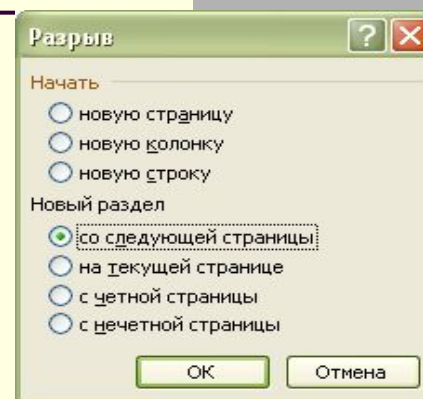 Разрыв
Начать
новую страницу
новую колонку
новую строку
Новый раздел
со следующей страницы
на текущей странице
с четной страницы
с нечетной страницы
ОК Отмена